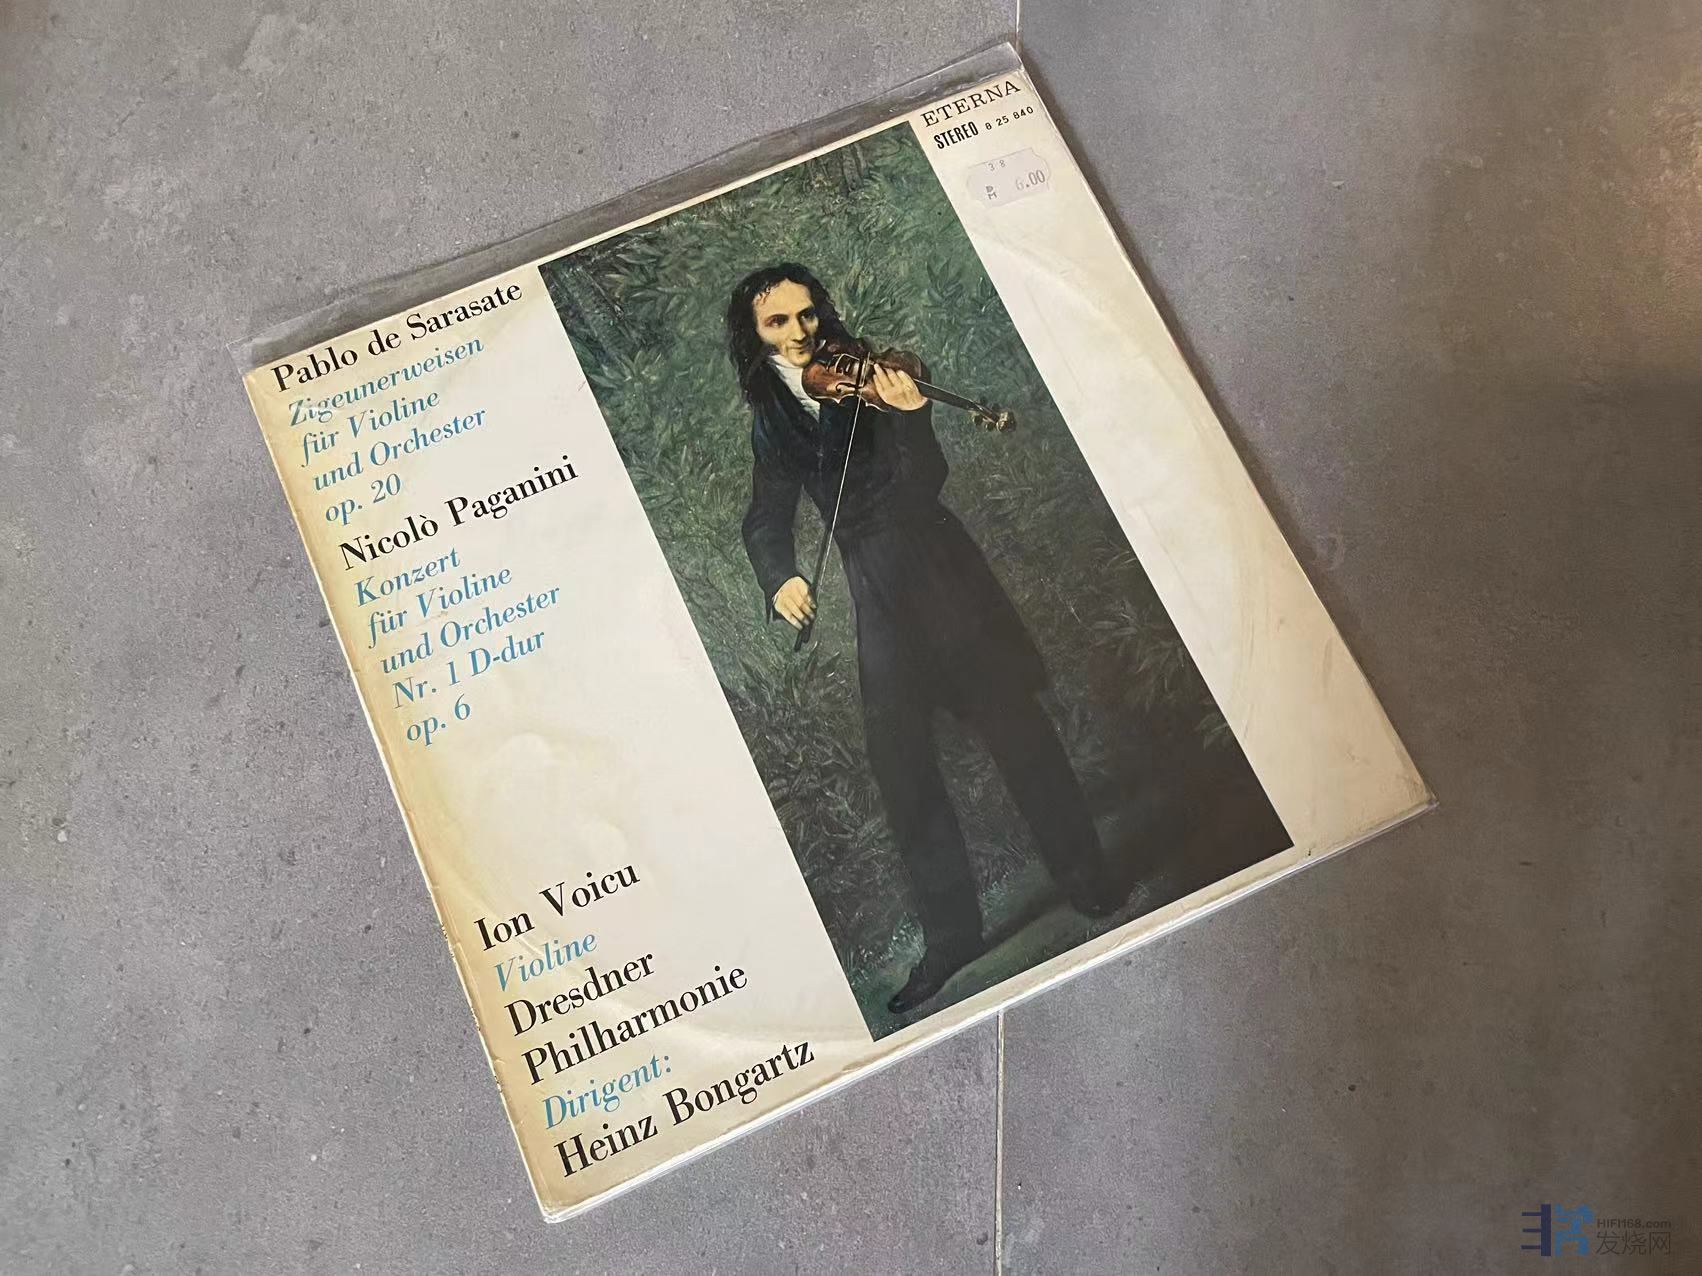 ETERNA
STEREO 8 25 840
38
DM 6.00
Pablo de Sarasate
Zigeunerweisen
für Violine
und Orchester
op. 20
Nicolò Paganini
Konzert
für Violine
und Orchester
Nr. 1 D-dur
op. 6
Ion Voicu
Violine
Dresdner
Philharmonie
Dirigent:
Heinz Bongartz
HIFI168.com
发烧网